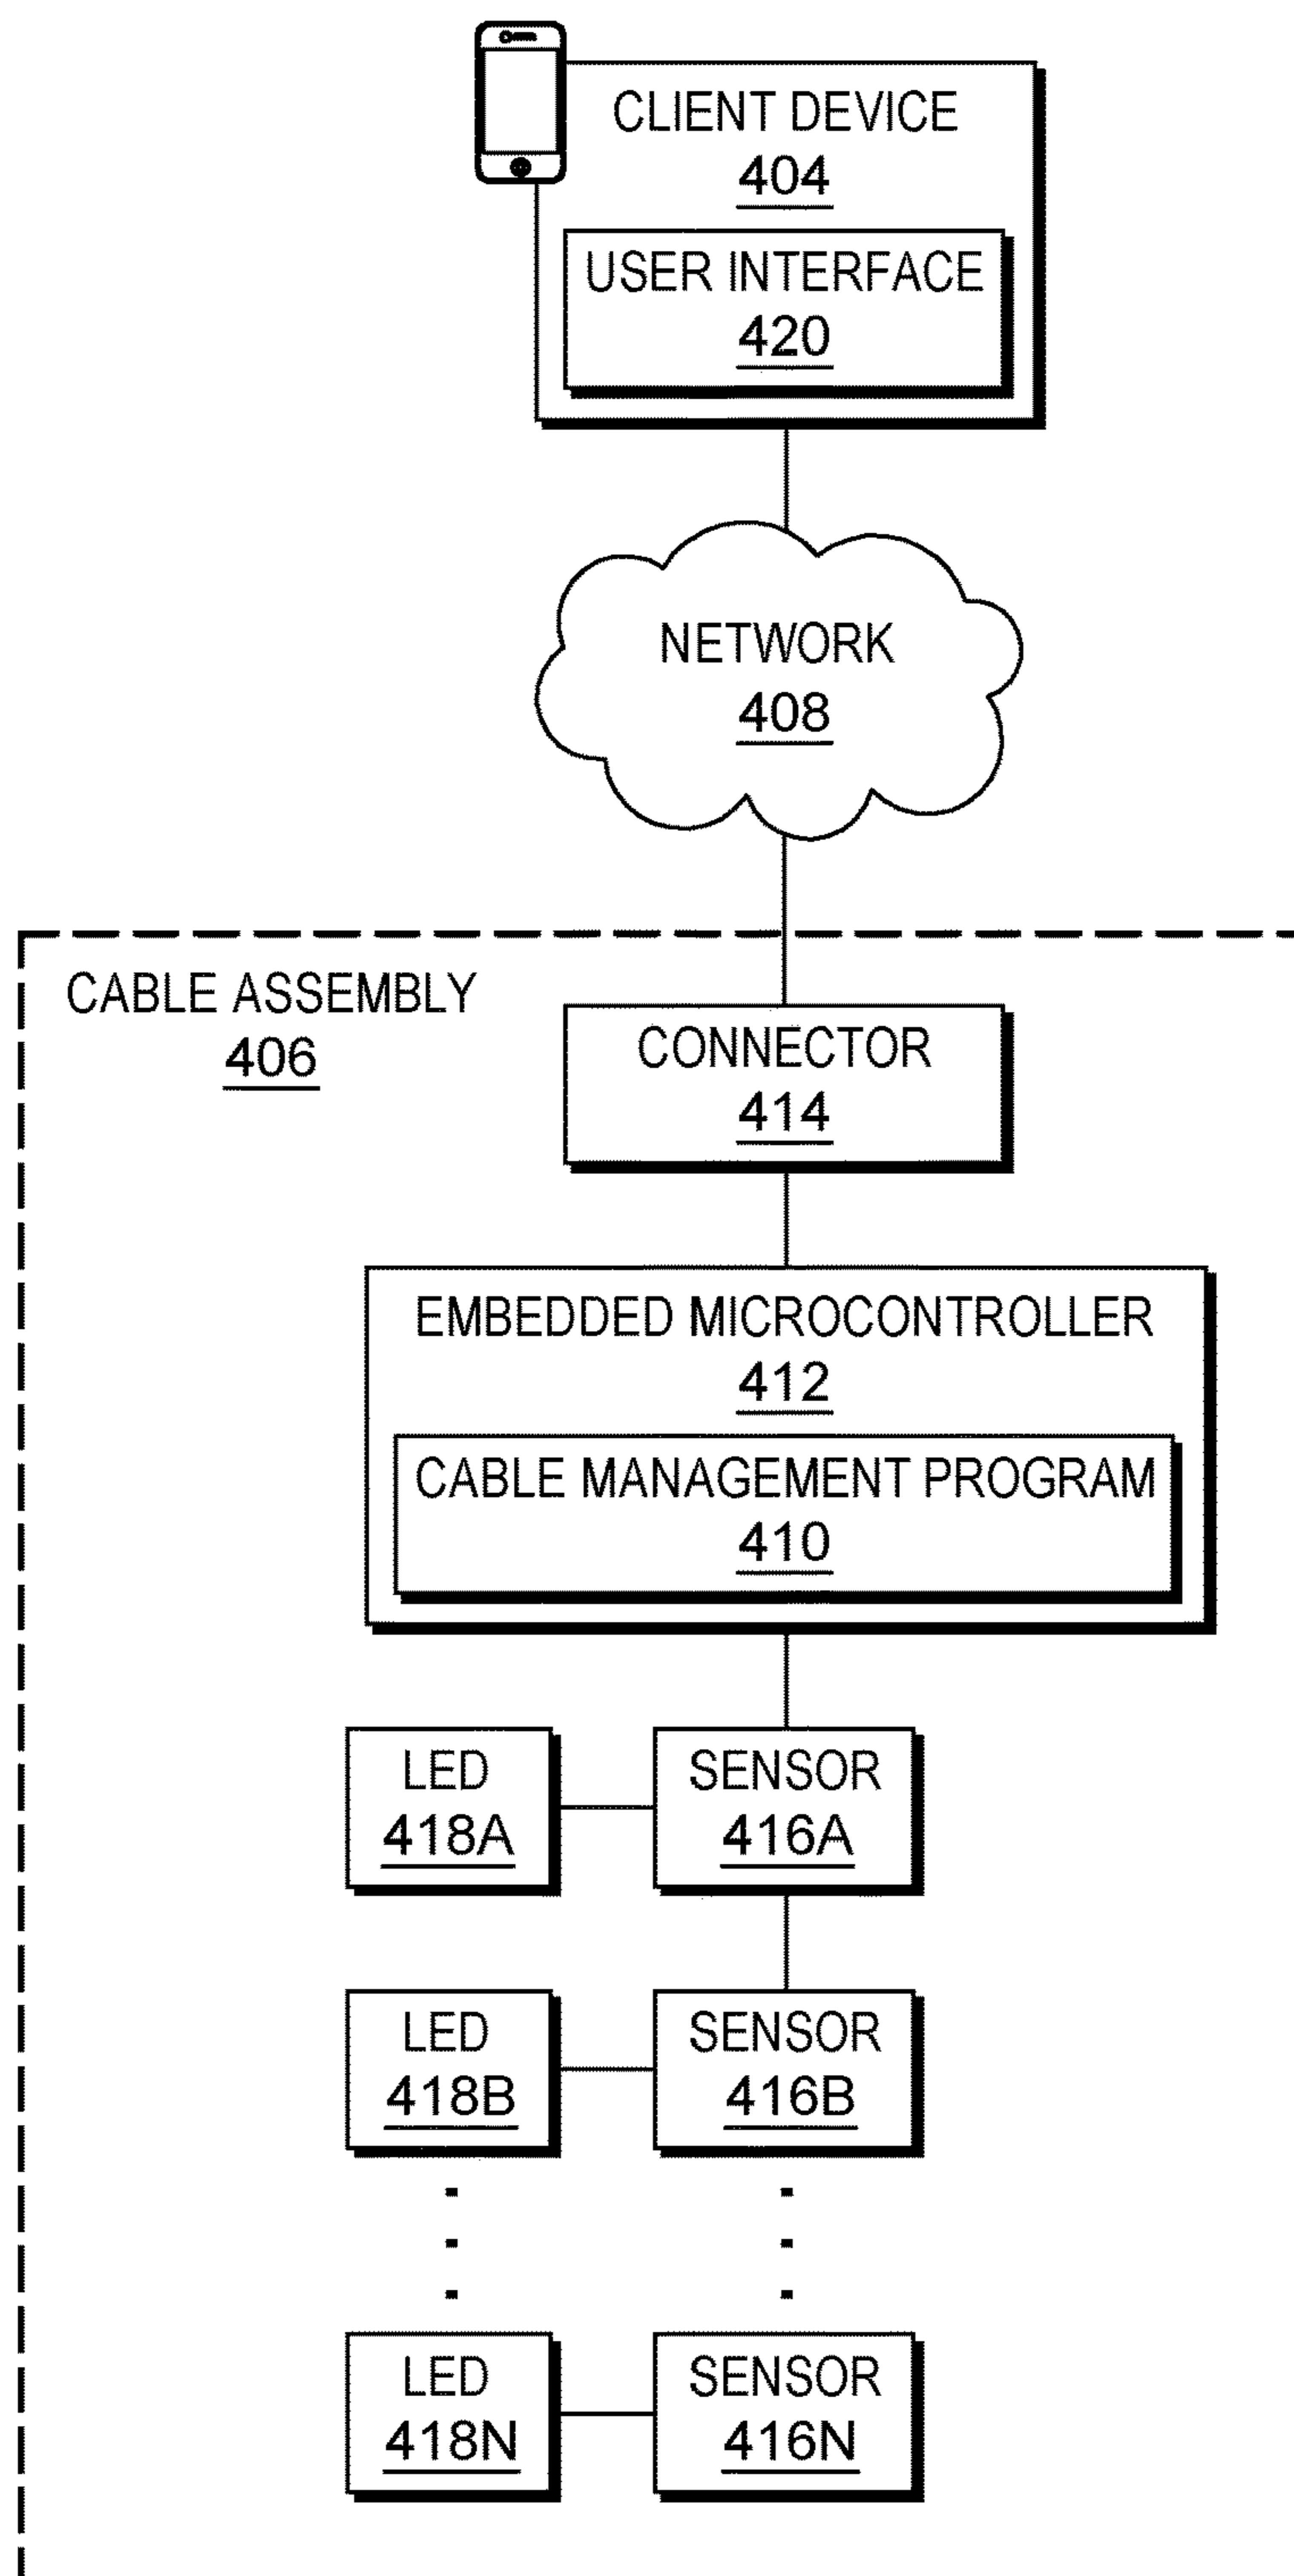 CLIENT DEVICE
404
USER INTERFACE
420
NETWORK
408
CABLE ASSEMBLY
406
CONNECTOR
414
EMBEDDED MICROCONTROLLER
412
CABLE MANAGEMENT PROGRAM
410
LED
418A
SENSOR
416A
LED
418B
SENSOR
416B
LED
418N
SENSOR
416N